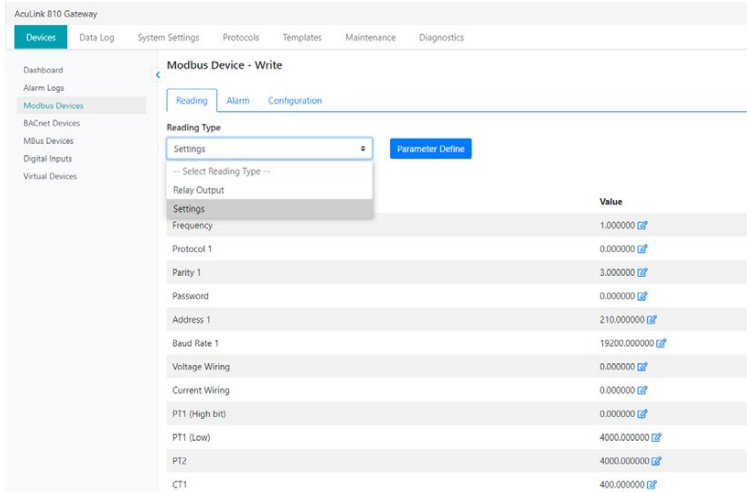 AcuLink 810 Gateway
Devices Data Log System Settings Protocols Templates Maintenance Diagnostics
Dashboard
Alarm Logs
Modbus Devices
BACnet Devices
MBus Devices
Digital Inputs
Virtual Devices
Modbus Device - Write
Reading Alarm Configuration
Reading Type
Settings Parameter Define
-- Select Reading Type --
Relay Output
Settings
Value
Frequency 1.000000
Protocol 1 0.000000
Parity 1 3.000000
Password 0.000000
Address 1 210.000000
Baud Rate 1 19200.000000
Voltage Wiring 0.000000
Current Wiring 0.000000
PT1 (High bit) 0.000000
PT1 (Low) 4000.000000
PT2 4000.000000
CT1 400.000000